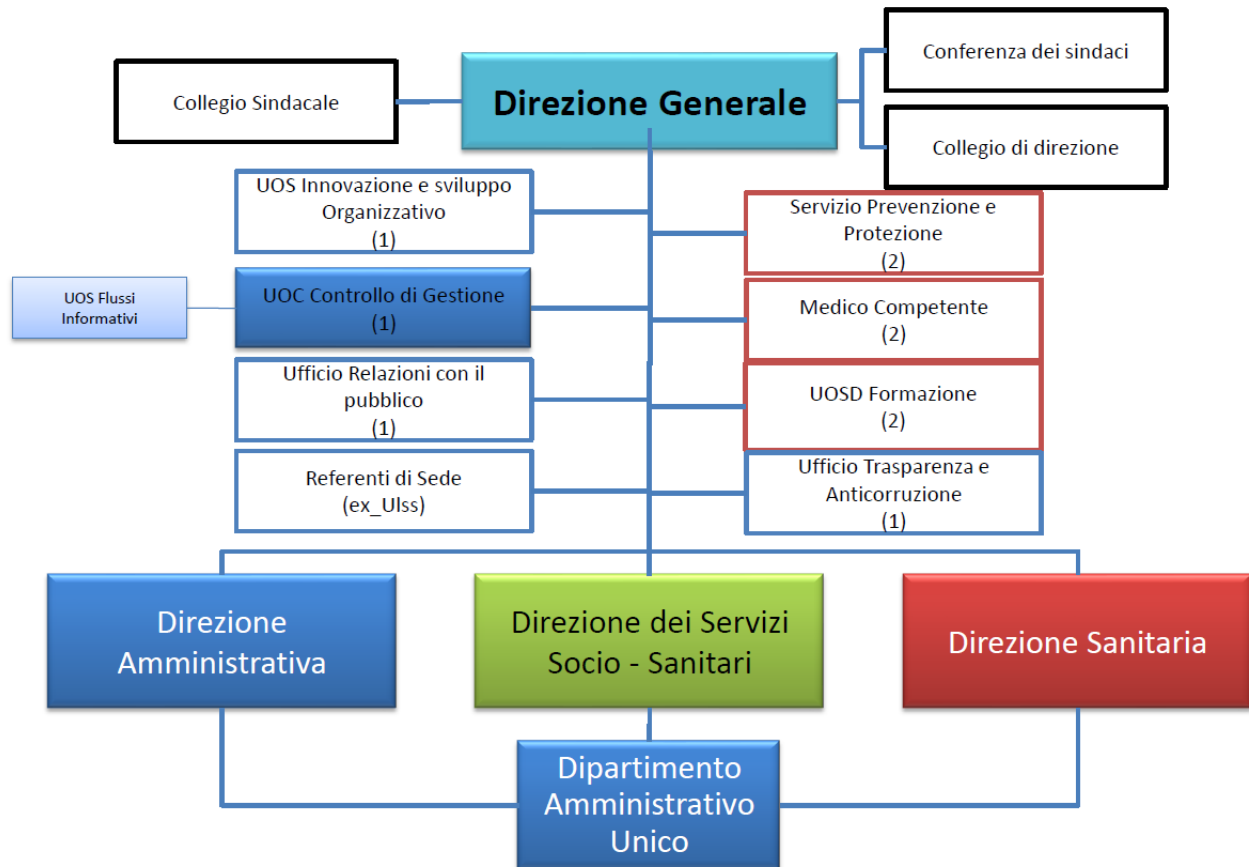 Collegio Sindacale
Direzione Generale
Conferenza dei sindaci
Collegio di direzione
UOS Innovazione e sviluppo
Organizzativo
(1)
Servizio Prevenzione e
Protezione
(2)
UOS Flussi
Informativi
UOC Controllo di Gestione
(1)
Medico Competente
(2)
Ufficio Relazioni con il
pubblico
(1)
UOSD Formazione
(2)
Referenti di Sede
(ex_Ulss)
Ufficio Trasparenza e
Anticorruzione
(1)
Direzione
Amministrativa
Direzione dei Servizi
Socio - Sanitari
Direzione Sanitaria
Dipartimento
Amministrativo
Unico